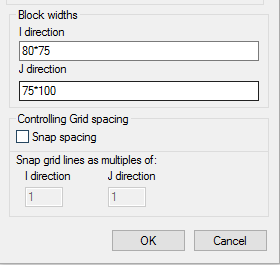 Block widths
I direction
80*75
J direction
75*100
Controlling Grid spacing
Snap spacing
Snap grid lines as multiples of:
I direction J direction
1 1
OK Cancel